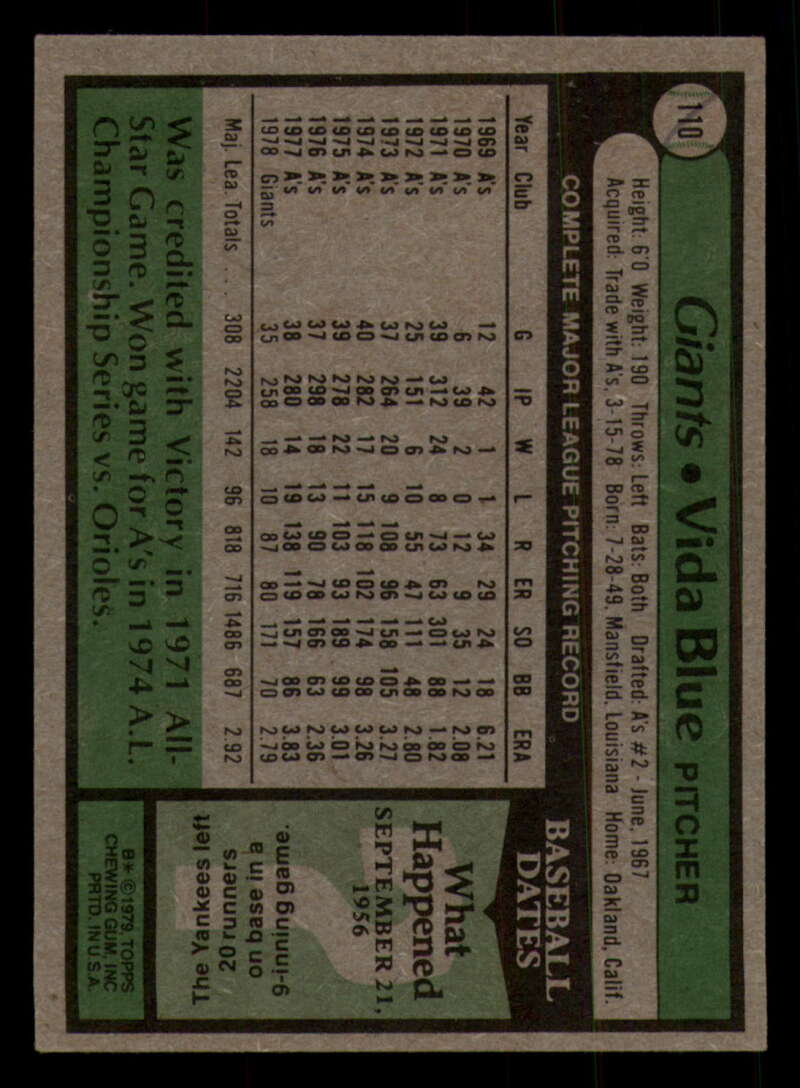 110
Giants • Vida Blue PITCHER
Height: 6'0 Weight: 190 Throws: Left Bats: Both Drafted: A's #2 - June, 1967
Acquired: Trade with A's, 3-15-78 Born: 7-28-49, Mansfield, Louisiana Home: Oakland, Calif.
COMPLETE MAJOR LEAGUE PITCHING RECORD
Year Club G IP W L R ER SO BB ERA
1969 A's 12 42 1 1 34 29 24 18 6.21
1970 A's 6 39 2 0 12 9 35 12 2.08
1971 A's 39 312 24 8 73 63 301 88 1.82
1972 A's 25 151 6 10 55 47 111 48 2.80
1973 A's 37 264 20 9 108 96 158 105 3.27
1974 A's 40 282 17 15 118 102 174 98 3.26
1975 A's 39 278 22 11 103 93 189 99 3.01
1976 A's 37 298 18 13 90 78 166 63 2.36
1977 A's 38 280 14 19 138 119 157 86 3.83
1978 Giants 35 258 18 10 87 80 171 70 2.79
Maj. Lea. Totals . . . 308 2204 142 96 818 716 1486 687 2.92
Was credited with Victory in 1971 All-
Star Game. Won game for A's in 1974 A.L.
Championship Series vs. Orioles.
BASEBALL
DATES
What
Happened
SEPTEMBER 21,
1956
The Yankees left
20 runners
on base in a
9-inning game.
B* ©1979 TOPPS
CHEWING GUM, INC
PRTD. IN U.S.A.